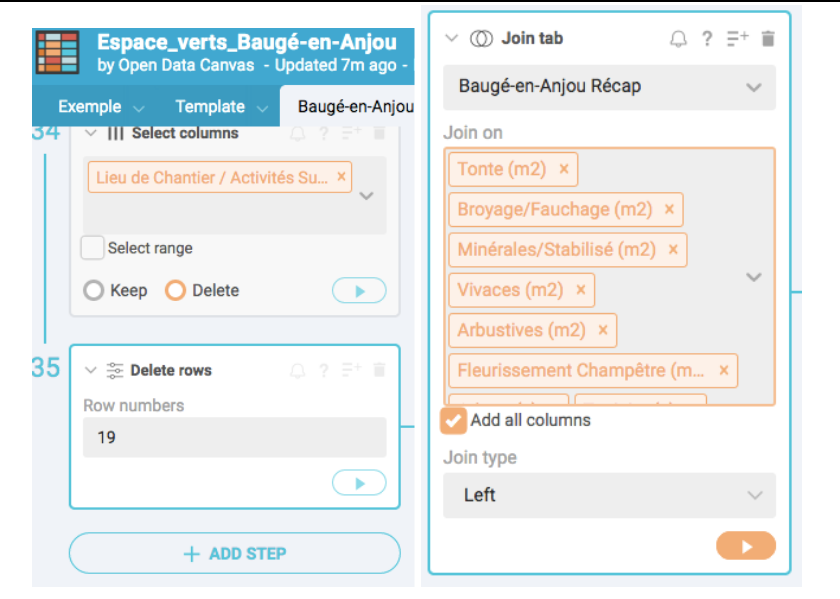 Espace_verts_Baugé-en-Anjou
by Open Data Canvas - Updated 7m ago -
Exemple
Template
Baugé-en-Anjou
34
Select columns
?
Lieu de Chantier / Activités Su... ×
Select range
Keep
Delete
35
Delete rows
?
Row numbers
19
+ ADD STEP
Join tab
?
Baugé-en-Anjou Récap
Join on
Tonte (m2) ×
Broyage/Fauchage (m2) ×
Minérales/Stabilisé (m2) ×
Vivaces (m2) ×
Arbustives (m2) ×
Fleurissement Champêtre (m... ×
Add all columns
Join type
Left